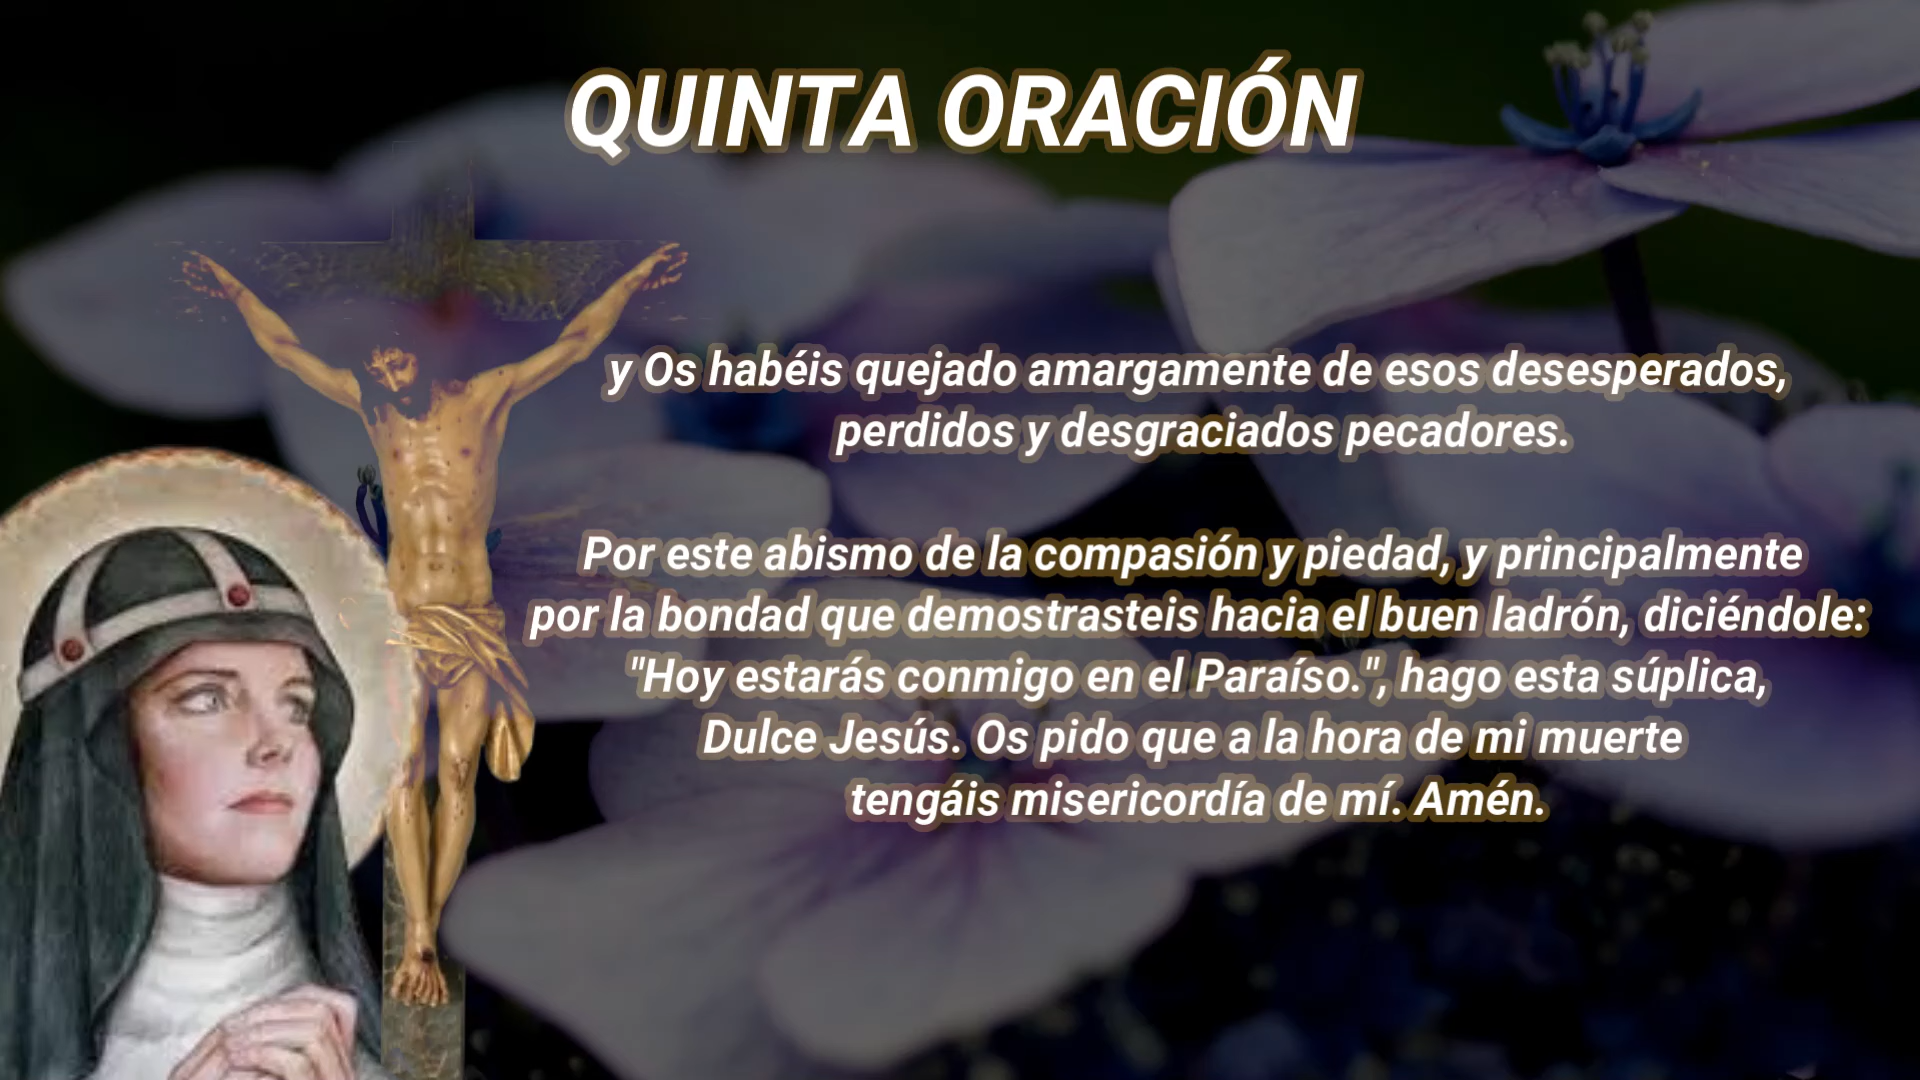 QUINTA ORACIÓN
y Os habéis quejado amargamente de esos desesperados,
perdidos y desgraciados pecadores.
Por este abismo de la compasión y piedad, y principalmente
por la bondad que demostrasteis hacia el buen ladrón, diciéndole:
"Hoy estarás conmigo en el Paraíso.", hago esta súplica,
Dulce Jesús. Os pido que a la hora de mi muerte
tengáis misericordía de mí. Amén.